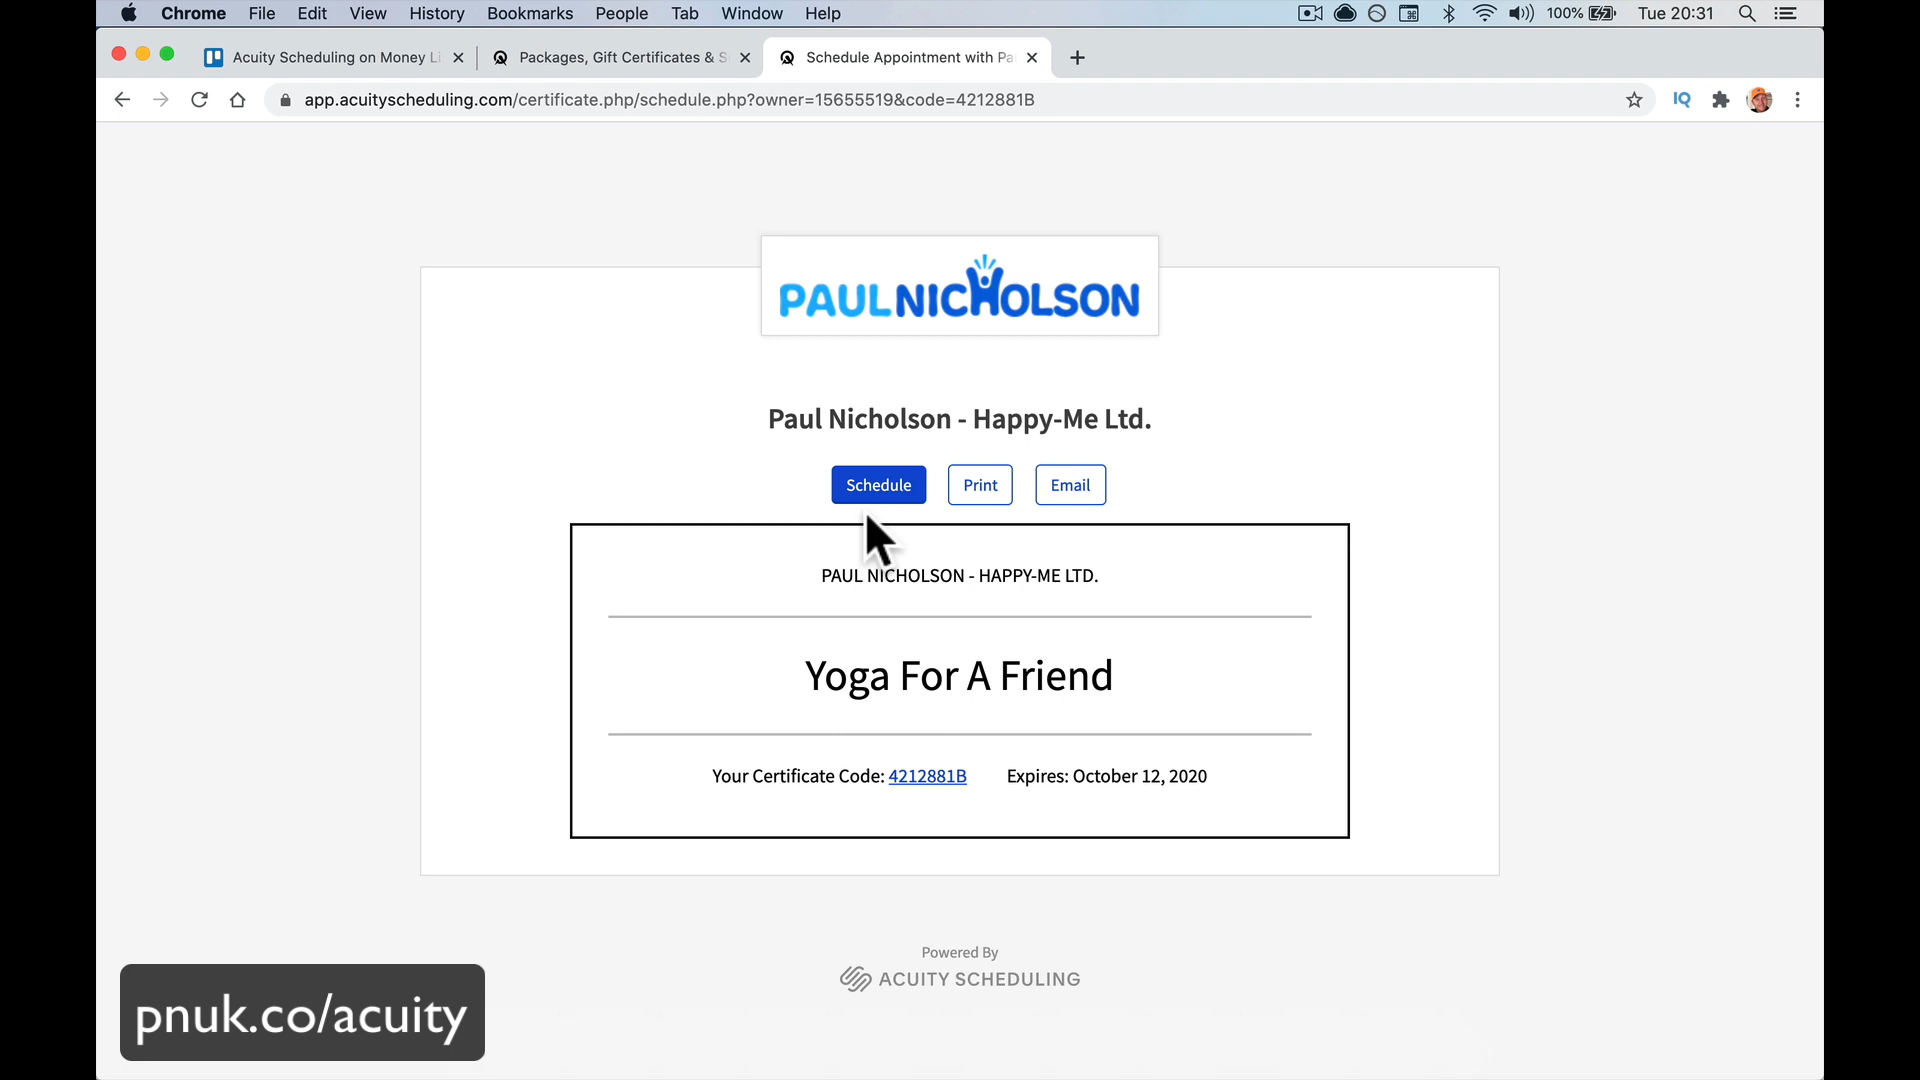 Chrome File Edit View History Bookmarks People Tab Window Help 100% Tue 20:31
Acuity Scheduling on Money Li Packages, Gift Certificates & S Schedule Appointment with Pa
app.acuityscheduling.com/certificate.php/schedule.php?owner=15655519&code=4212881B IQ
PAUL NICHOLSON
Paul Nicholson - Happy-Me Ltd.
Schedule Print Email
PAUL NICHOLSON - HAPPY-ME LTD.
Yoga For A Friend
Your Certificate Code: 4212881B Expires: October 12, 2020
Powered By
ACUITY SCHEDULING
pnuk.co/acuity